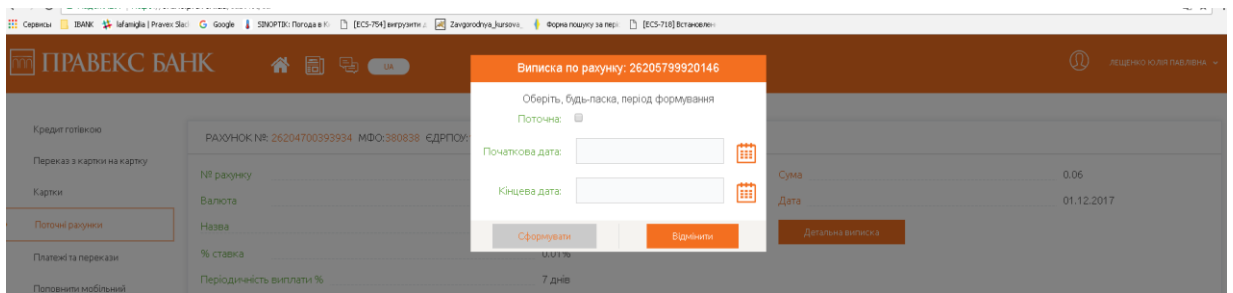 Сервисы IBANK lafamiglia | Pravex Slac Google SINOPTIK: Погода в К [ECS-754] вигрузити Zavgorodnya_kursova_ Форма пошуку за пері [ECS-718] Встановлен
ПРАВЕКС БАНК UA ЛЕЩЕНКО ЮЛІЯ ПАВЛІВНА
Виписка по рахунку: 26205799920146
Оберіть, будь-паска, період формування
Поточна:
Початкова дата:
Кінцева дата:
Сформувати Відмінити
Кредит готівкою
Переказ з картки на картку
Картки
Поточні рахунки
Платежі та перекази
Поповнити мобільний
РАХУНОК №: 26204700393934 МФО:380838 ЄДРПОУ:
№ рахунку
Валюта
Назва
% ставка 0.01%
Періодичність виплати % 7 днів
Сума 0.06
Дата 01.12.2017
Детальна виписка